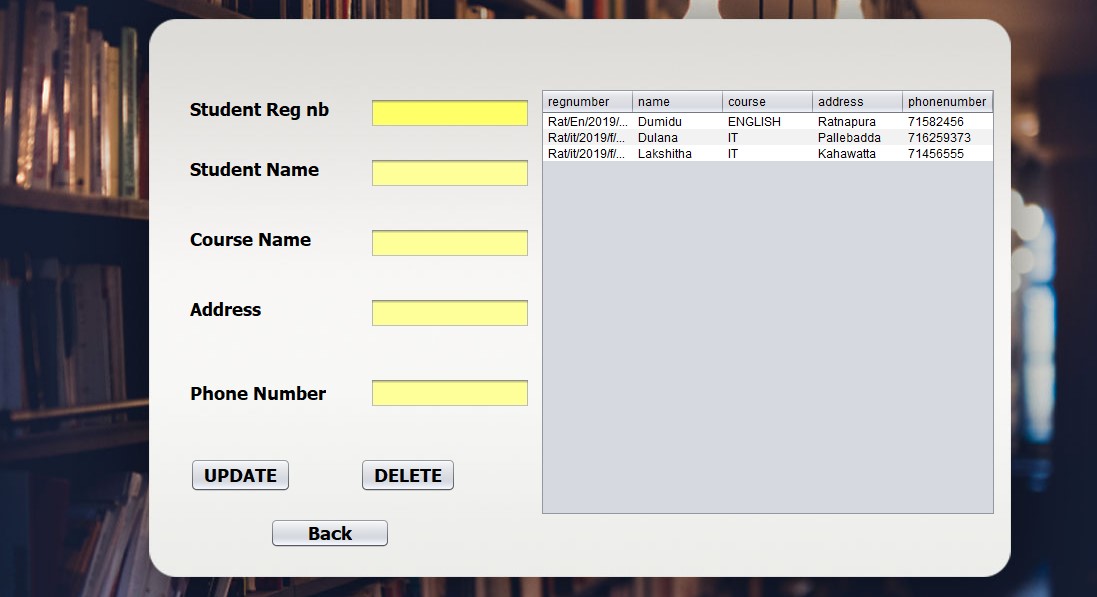 Student Reg nb
Student Name
Course Name
Address
Phone Number
UPDATE DELETE
Back
regnumber name course address phonenumber
Rat/En/2019/... Dumidu ENGLISH Ratnapura 71582456
Rat/it/2019/f/... Dulana IT Pallebadda 716259373
Rat/it/2019/f/... Lakshitha IT Kahawatta 71456555